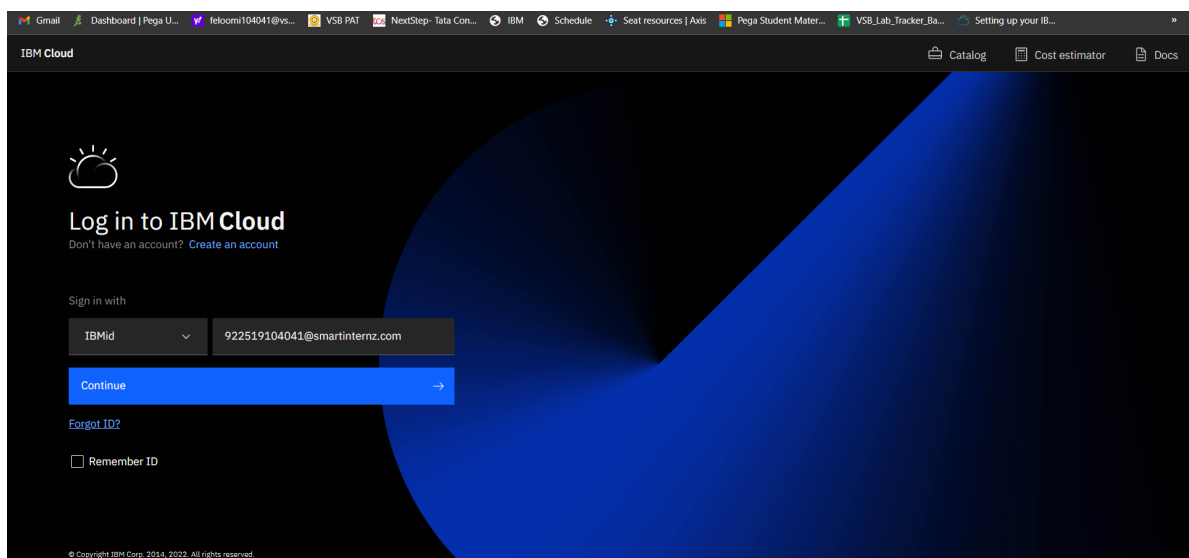 Gmail Dashboard | Pega U... feloomi104041@vs... VSB PAT tcs NextStep- Tata Con... IBM Schedule Seat resources | Axis Pega Student Mater... VSB_Lab_Tracker_Ba... Setting up your IB... »
IBM Cloud Catalog Cost estimator Docs
Log in to IBM Cloud
Don't have an account? Create an account
Sign in with
IBMid 922519104041@smartinternz.com
Continue →
Forgot ID?
Remember ID
© Copyright IBM Corp. 2014, 2022. All rights reserved.